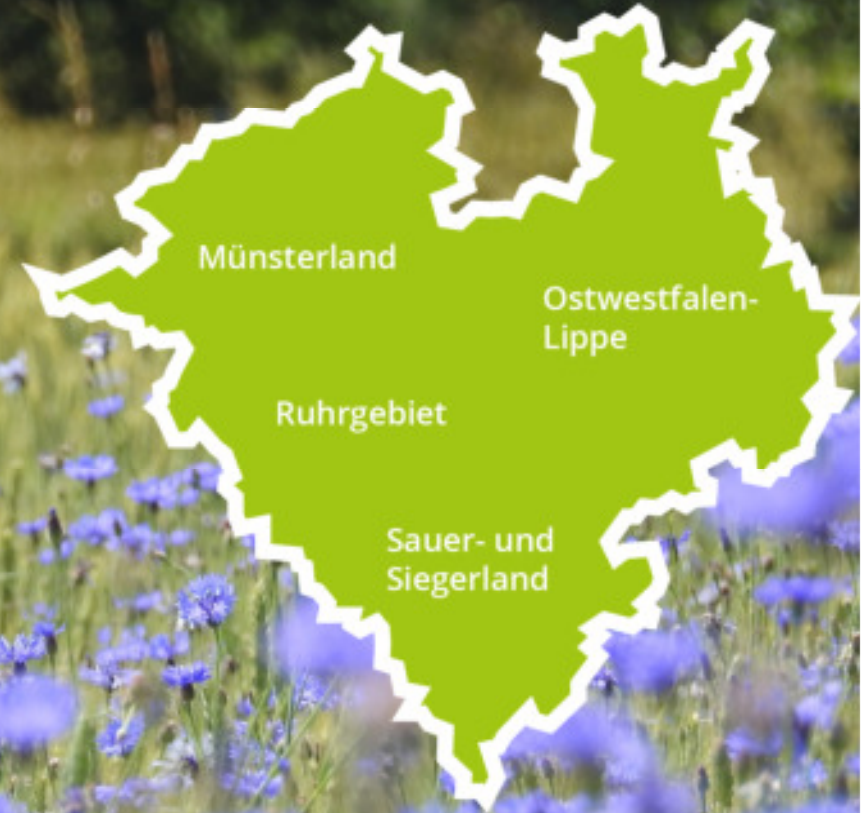 Münsterland
Ostwestfalen-
Lippe
Ruhrgebiet
Sauer- und
Siegerland